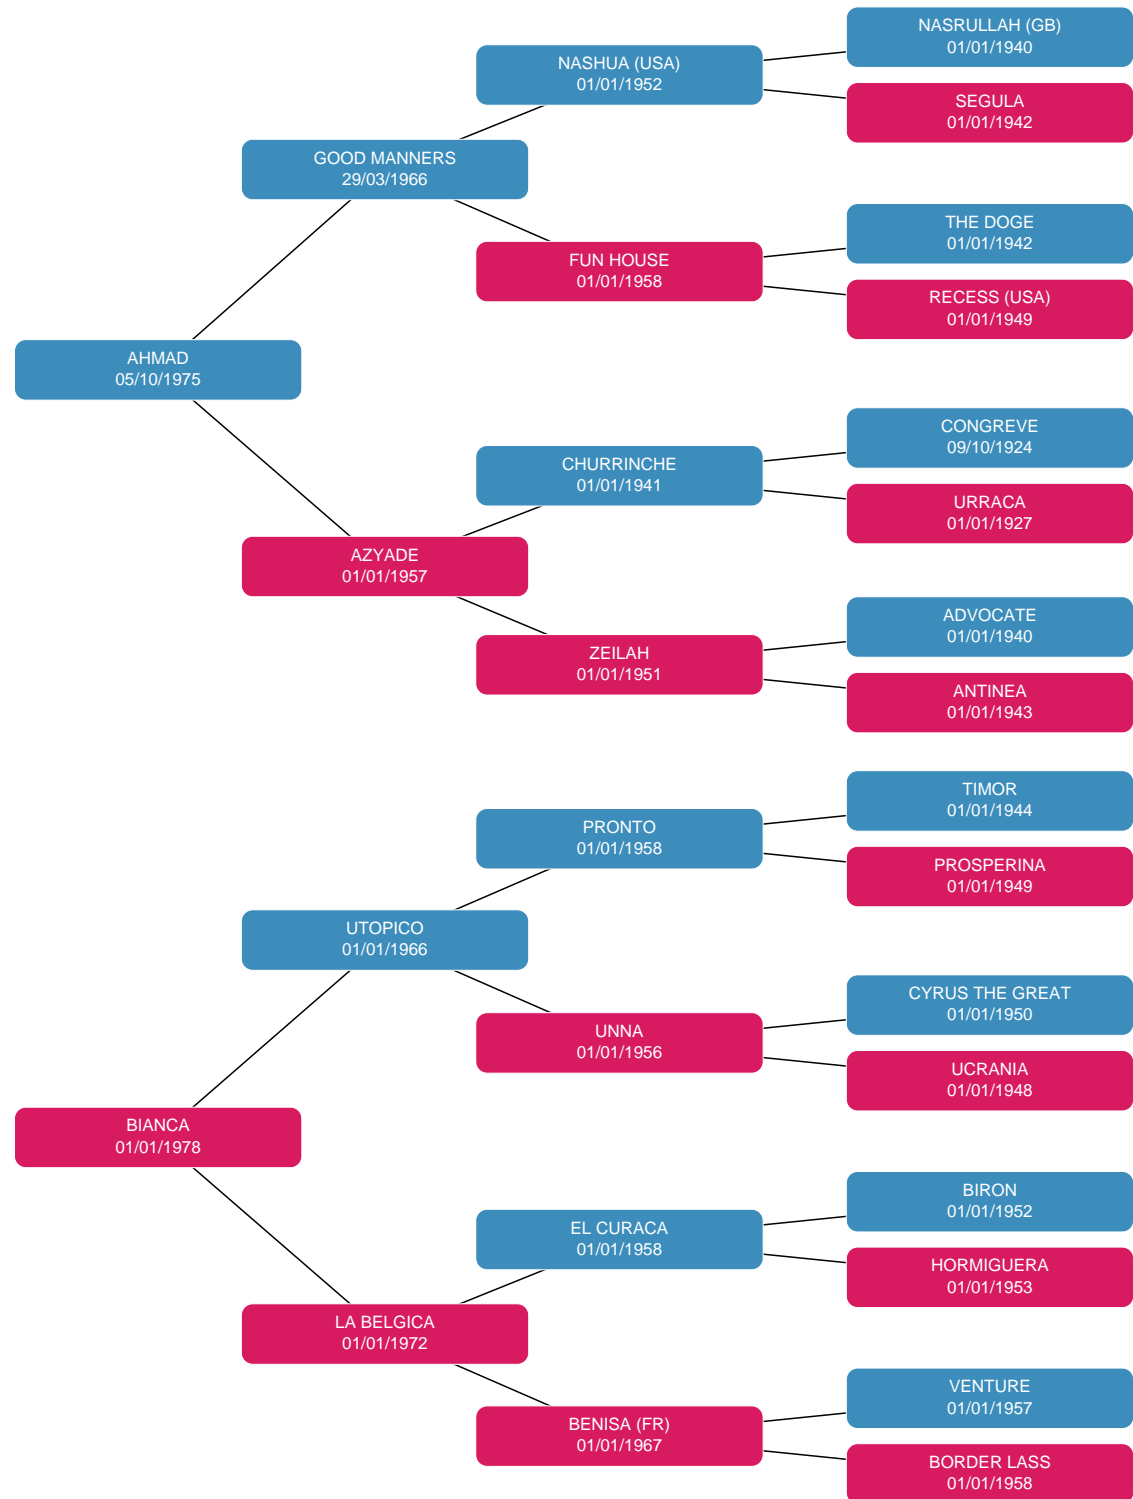 NASRULLAH (GB)
01/01/1940
NASHUA (USA)
01/01/1952
SEGULA
01/01/1942
GOOD MANNERS
29/03/1966
THE DOGE
01/01/1942
FUN HOUSE
01/01/1958
RECESS (USA)
01/01/1949
AHMAD
05/10/1975
CONGREVE
09/10/1924
CHURRINCHE
01/01/1941
URRACA
01/01/1927
AZYADE
01/01/1957
ADVOCATE
01/01/1940
ZEILAH
01/01/1951
ANTINEA
01/01/1943
TIMOR
01/01/1944
PRONTO
01/01/1958
PROSPERINA
01/01/1949
UTOPICO
01/01/1966
CYRUS THE GREAT
01/01/1950
UNNA
01/01/1956
UCRANIA
01/01/1948
BIANCA
01/01/1978
BIRON
01/01/1952
EL CURACA
01/01/1958
HORMIGUERA
01/01/1953
LA BELGICA
01/01/1972
VENTURE
01/01/1957
BENISA (FR)
01/01/1967
BORDER LASS
01/01/1958